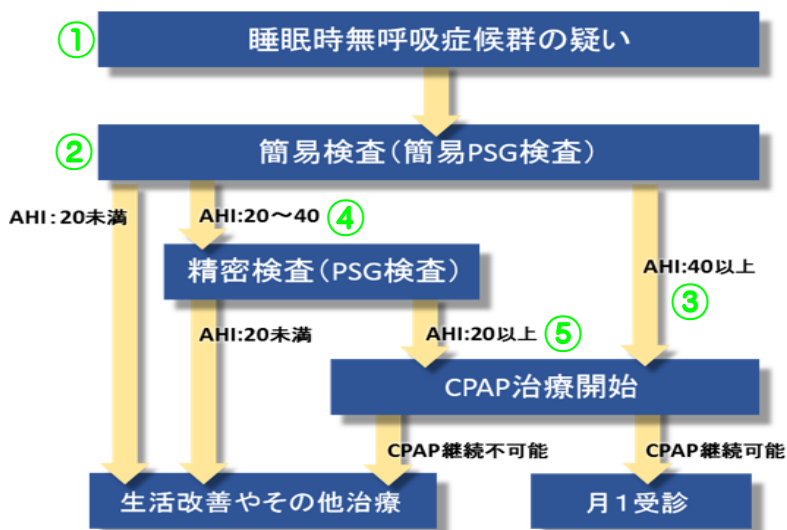 ① 睡眠時無呼吸症候群の疑い
② 簡易検査(簡易PSG検査)
AHI:20未満
AHI:20〜40 ④
精密検査(PSG検査)
AHI:40以上
③
AHI:20未満
AHI:20以上 ⑤
CPAP治療開始
CPAP継続不可能
CPAP継続可能
生活改善やその他治療
月1受診